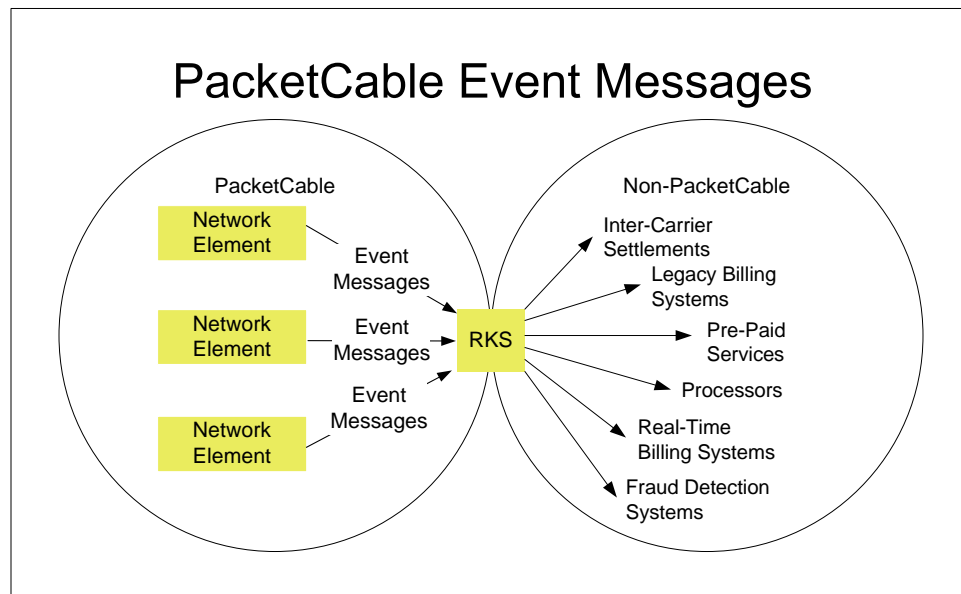 PacketCable Event Messages
PacketCable
Network
Element
Event
Messages
Network
Element
Event
Messages
Network
Element
Event
Messages
RKS
Non-PacketCable
Inter-Carrier
Settlements
Legacy Billing
Systems
Pre-Paid
Services
Processors
Real-Time
Billing Systems
Fraud Detection
Systems